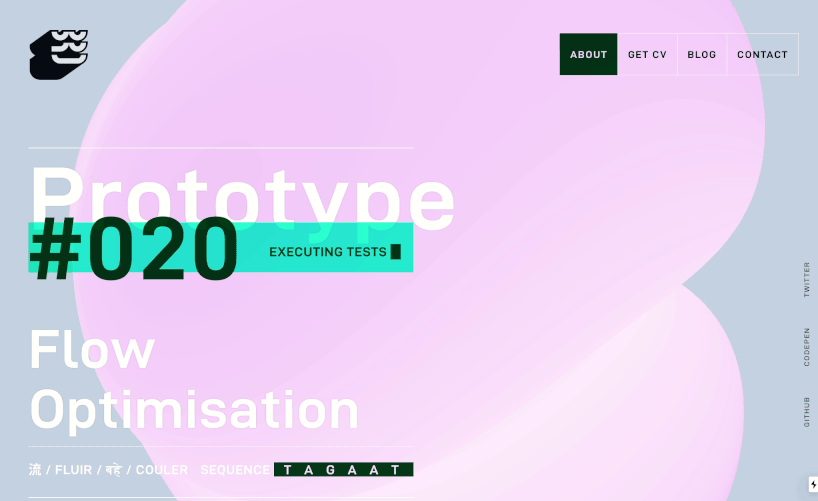 ABOUT GET CV BLOG CONTACT
Prototype
#020 EXECUTING TESTS
Flow
Optimisation
流 / FLUIR / बहे / COULER SEQUENCE T A G A A T
TWITTER
CODEPEN
GITHUB